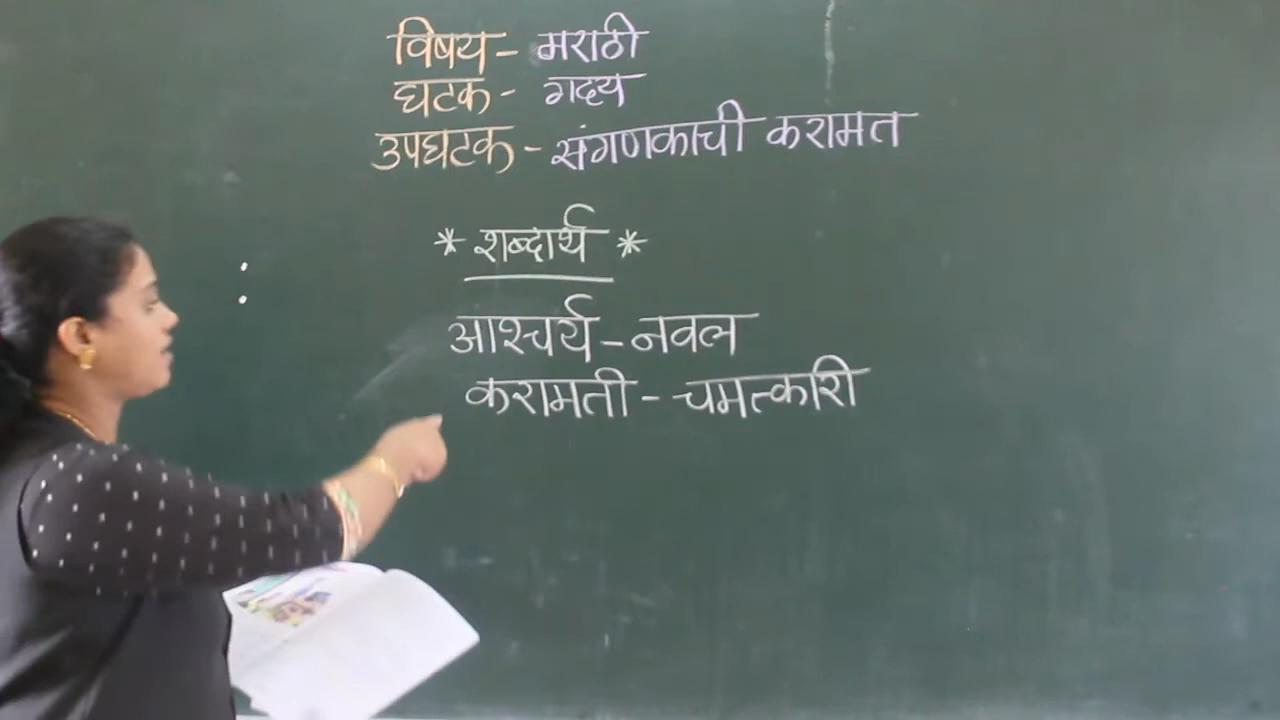 विषय - मराठी
घटक - गद्य
उपघटक - संगणकाची करामत
* शब्दार्थ *
आश्चर्य - नवल
करामती - चमत्कारी